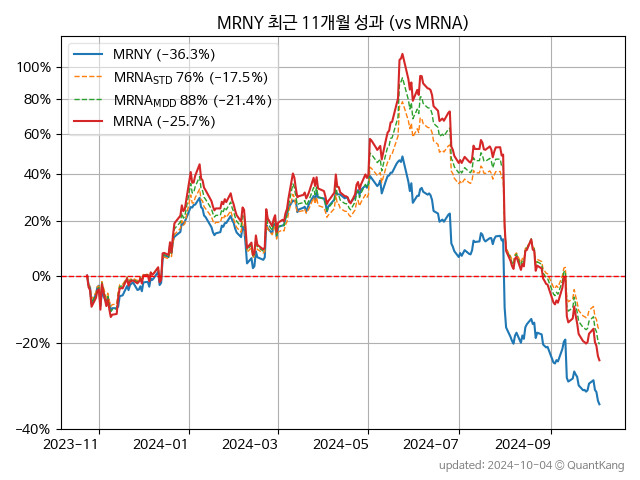 MRNY 최근 11개월 성과 (vs MRNA)
MRNY (−36.3%)
MRNA_STD 76% (−17.5%)
MRNA_MDD 88% (−21.4%)
MRNA (−25.7%)
100%
80%
60%
40%
20%
0%
−20%
−40%
2023-11
2024-01
2024-03
2024-05
2024-07
2024-09
updated: 2024-10-04 © QuantKang